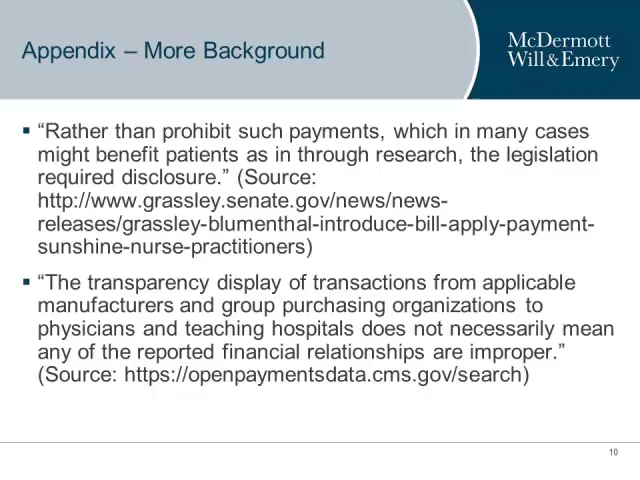 Appendix – More Background
McDermott
Will & Emery
▪ “Rather than prohibit such payments, which in many cases
might benefit patients as in through research, the legislation
required disclosure.” (Source:
http://www.grassley.senate.gov/news/news-
releases/grassley-blumenthal-introduce-bill-apply-payment-
sunshine-nurse-practitioners)
▪ “The transparency display of transactions from applicable
manufacturers and group purchasing organizations to
physicians and teaching hospitals does not necessarily mean
any of the reported financial relationships are improper.”
(Source: https://openpaymentsdata.cms.gov/search)
10